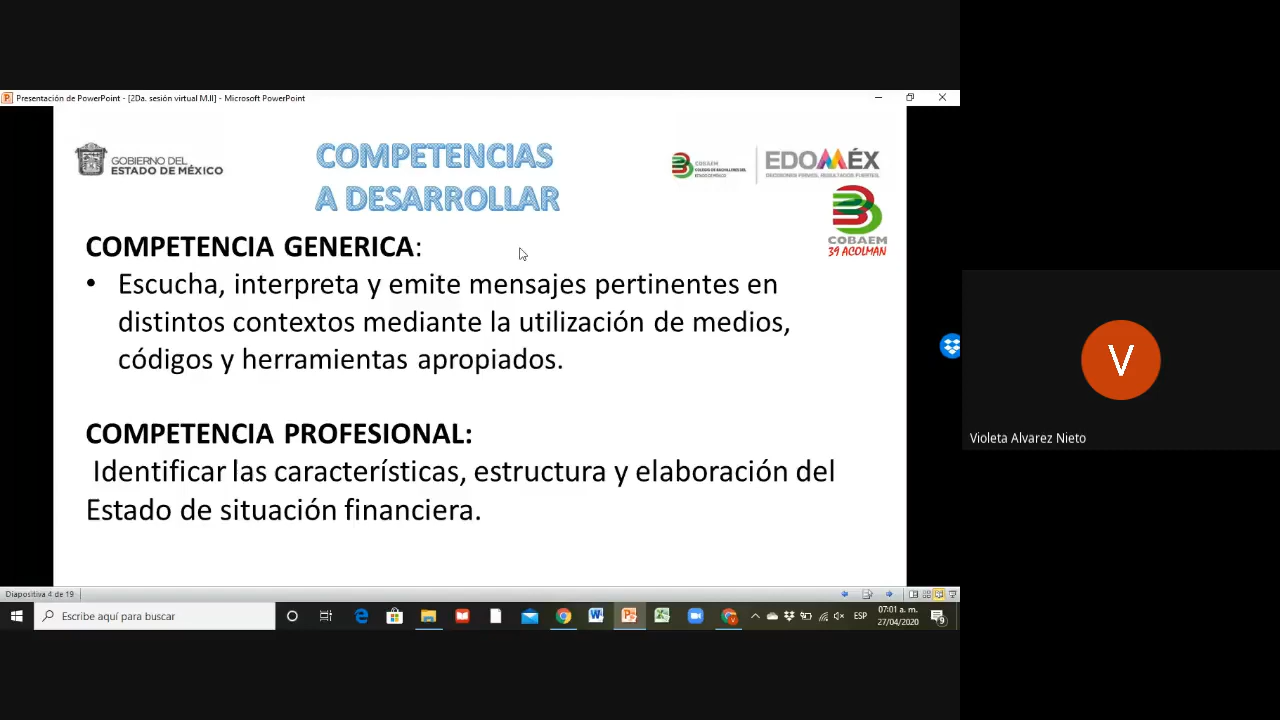 Presentación de PowerPoint - [2Da. sesión virtual M.II] - Microsoft PowerPoint
GOBIERNO DEL
ESTADO DE MÉXICO
COMPETENCIAS
A DESARROLLAR
COBAEM
COLEGIO DE BACHILLERES DEL
ESTADO DE MÉXICO
EDOMÉX
DECISIONES FIRMES, RESULTADOS FUERTES.
COBAEM
39 ACOLMAN
COMPETENCIA GENERICA:
• Escucha, interpreta y emite mensajes pertinentes en
distintos contextos mediante la utilización de medios,
códigos y herramientas apropiados.
COMPETENCIA PROFESIONAL:
Identificar las características, estructura y elaboración del
Estado de situación financiera.
V
Violeta Alvarez Nieto
Diapositiva 4 de 19
Escribe aquí para buscar
ESP
07:01 a. m.
27/04/2020
9